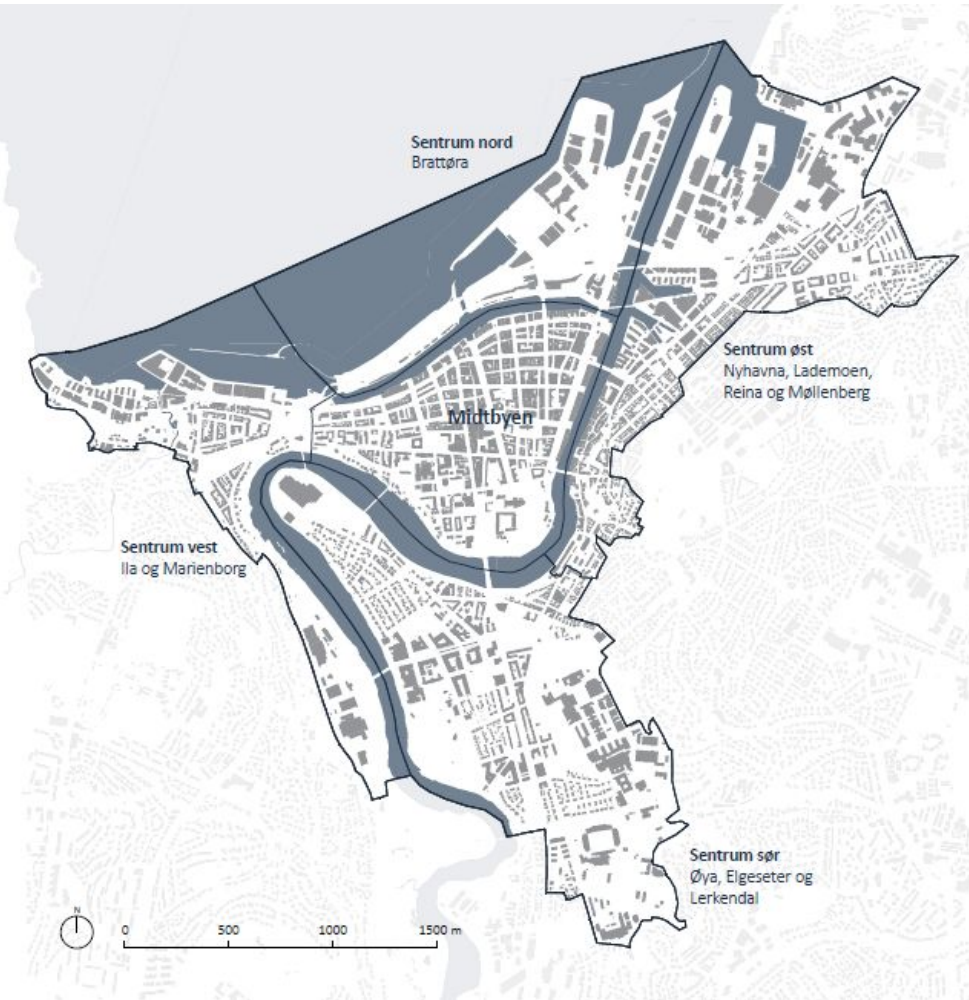 Sentrum nord
Brattøra
Sentrum øst
Nyhavna, Lademoen,
Reina og Møllenberg
Midtbyen
Sentrum vest
Ila og Marienborg
Sentrum sør
Øya, Elgeseter og
Lerkendal
N
0 500 1000 1500 m